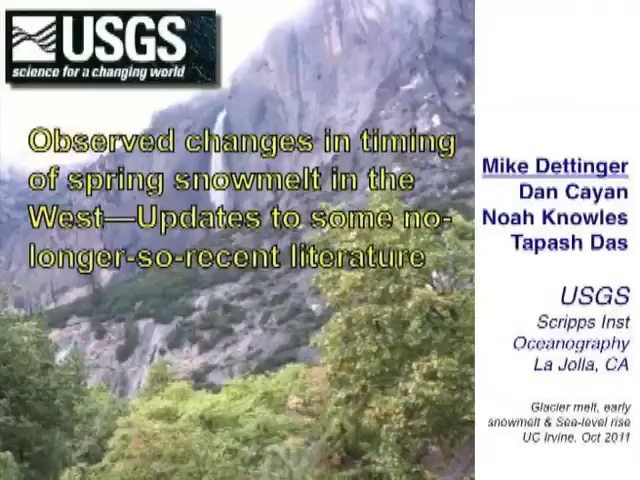 USGS
science for a changing world
Observed changes in timing
of spring snowmelt in the
West—Updates to some no-
longer-so-recent literature
Mike Dettinger
Dan Cayan
Noah Knowles
Tapash Das
USGS
Scripps Inst
Oceanography
La Jolla, CA
Glacier melt, early
snowmelt & Sea-level rise
UC Irvine, Oct 2011